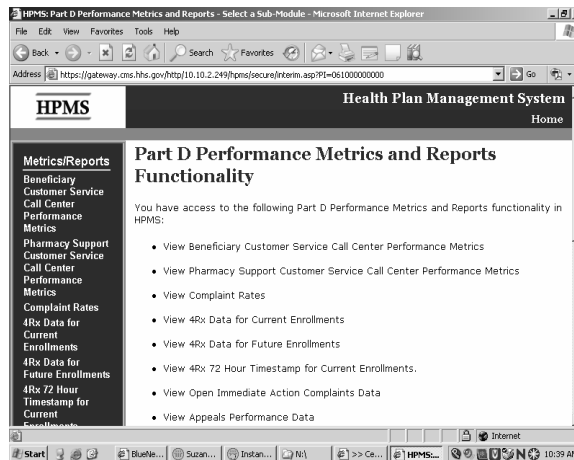 HPMS: Part D Performance Metrics and Reports - Select a Sub-Module - Microsoft Internet Explorer
File Edit View Favorites Tools Help
Back Search Favorites
Address https://gateway.cms.hhs.gov/http/10.10.2.249/hpms/secure/interim.asp?PI=061000000000 Go
HPMS
Health Plan Management System
Home
Metrics/Reports
Beneficiary
Customer Service
Call Center
Performance
Metrics
Pharmacy Support
Customer Service
Call Center
Performance
Metrics
Complaint Rates
4Rx Data for
Current
Enrollments
4Rx Data for
Future Enrollments
4Rx 72 Hour
Timestamp for
Current
Enrollments
Part D Performance Metrics and Reports
Functionality
You have access to the following Part D Performance Metrics and Reports functionality in
HPMS:
• View Beneficiary Customer Service Call Center Performance Metrics
• View Pharmacy Support Customer Service Call Center Performance Metrics
• View Complaint Rates
• View 4Rx Data for Current Enrollments
• View 4Rx Data for Future Enrollments
• View 4Rx 72 Hour Timestamp for Current Enrollments.
• View Open Immediate Action Complaints Data
• View Appeals Performance Data
Internet
Start BlueNe... Suzan... Instan... N:\ >> Ce... HPMS:... 10:39 AM